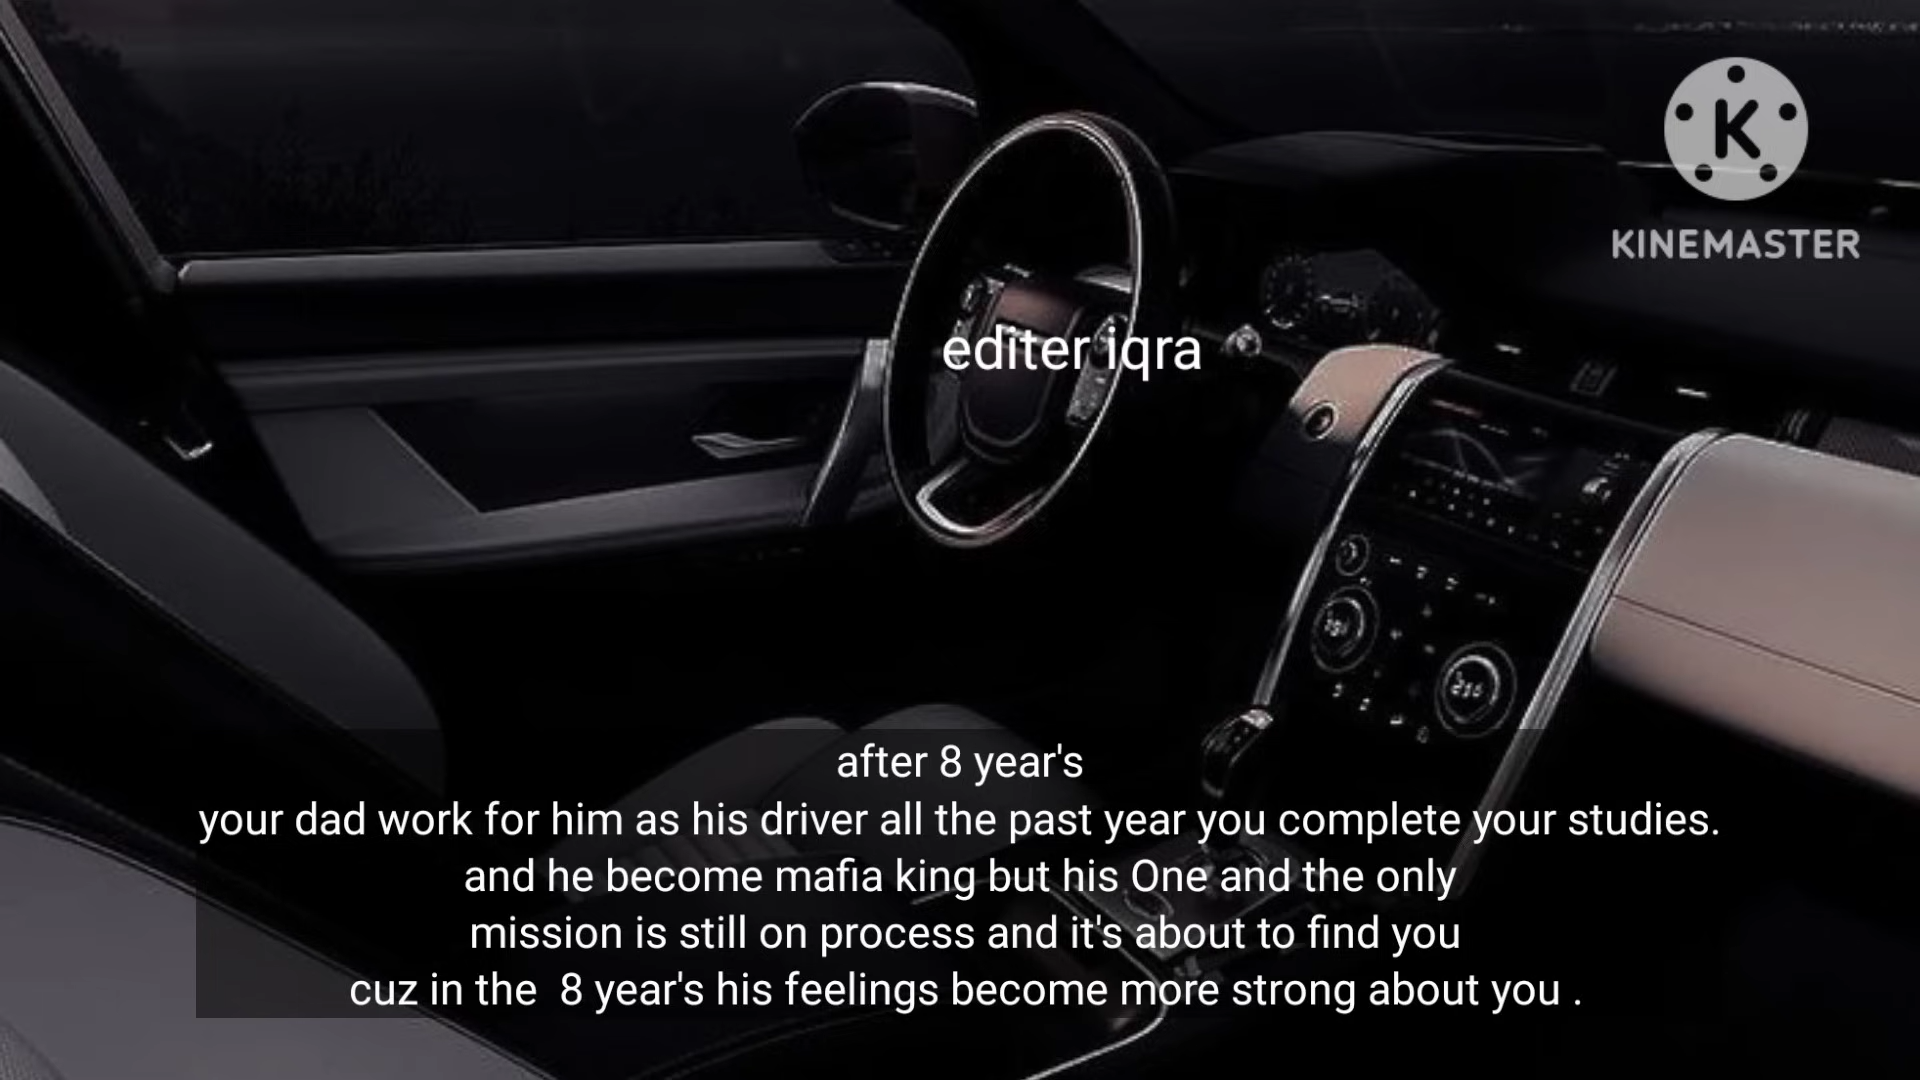 K
KINEMASTER
editer iqra
after 8 year's
your dad work for him as his driver all the past year you complete your studies.
and he become mafia king but his One and the only
mission is still on process and it's about to find you
cuz in the  8 year's his feelings become more strong about you .